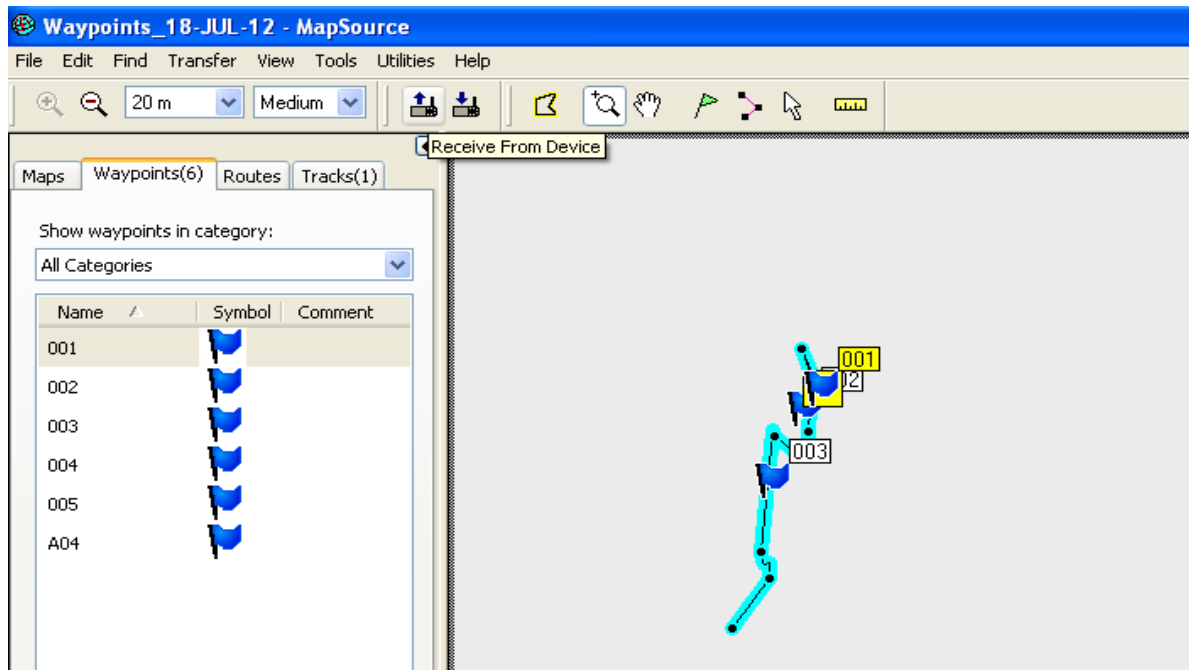 Waypoints_18-JUL-12 - MapSource
File Edit Find Transfer View Tools Utilities Help
20 m Medium
Receive From Device
Maps Waypoints(6) Routes Tracks(1)
Show waypoints in category:
All Categories
Name Symbol Comment
001
002
003
004
005
A04
001
02
003